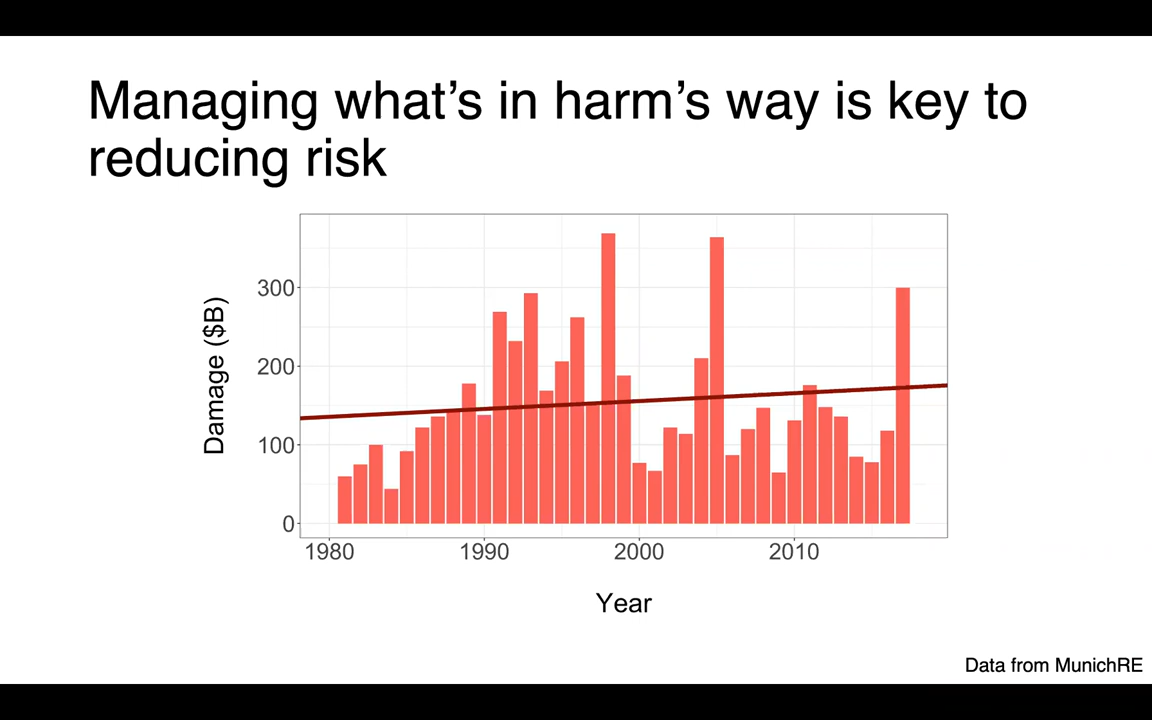 Managing what's in harm's way is key to
reducing risk
Damage ($B)
300
200
100
0
1980
1990
2000
2010
Year
Data from MunichRE